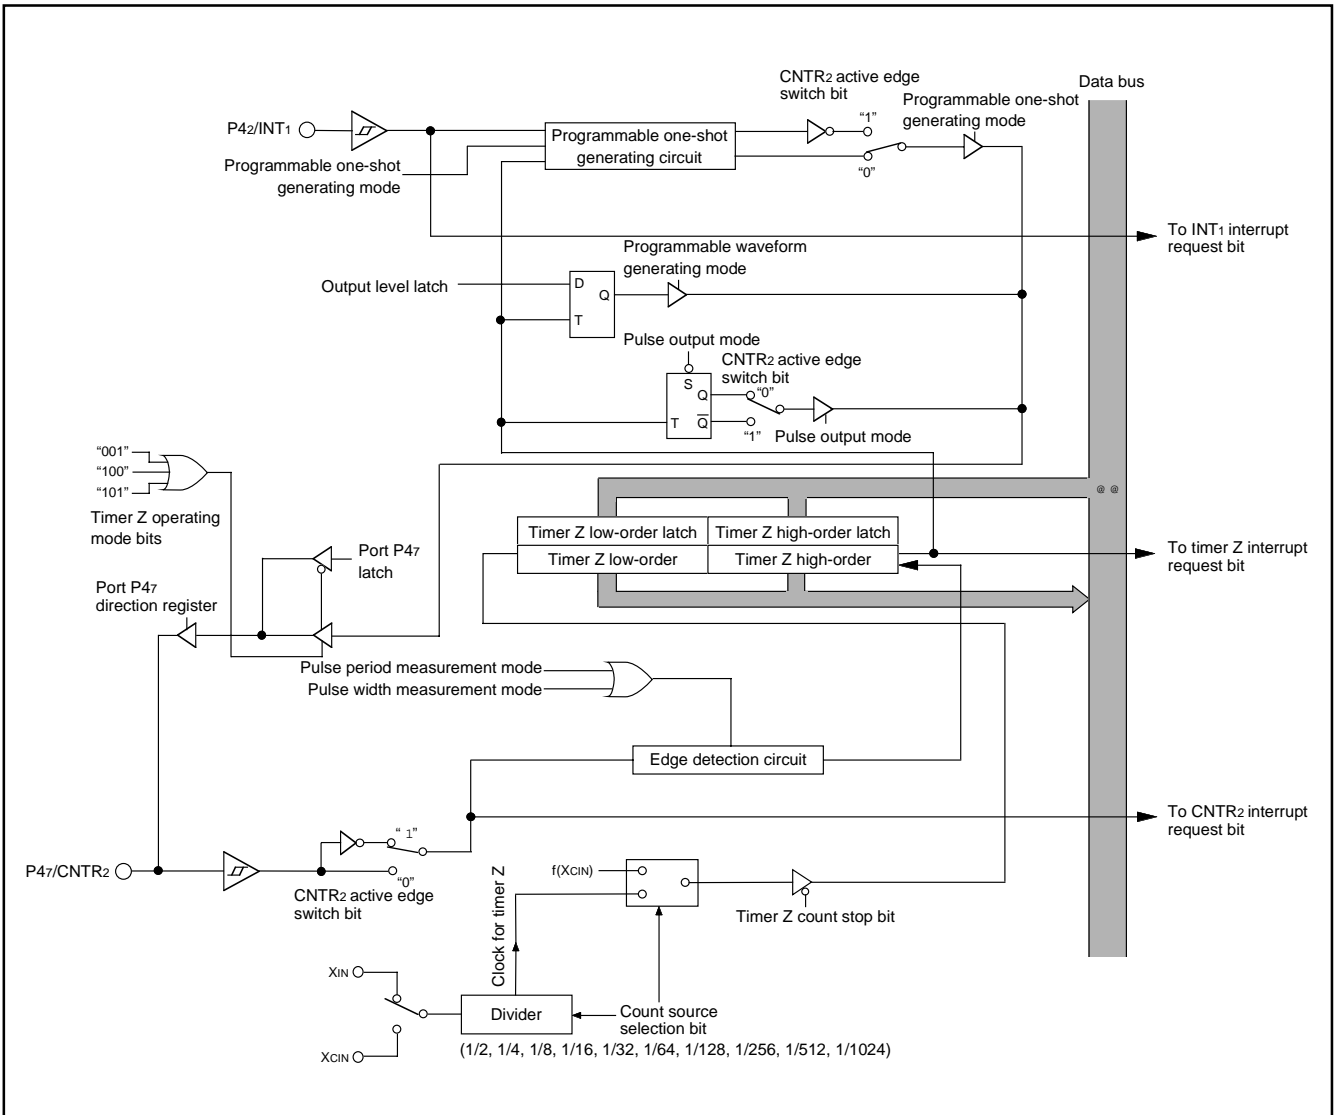 CNTR2 active edge
switch bit
Data bus
Programmable one-shot
generating mode
P42/INT1
“1”
Programmable one-shot
generating circuit
“0”
Programmable one-shot
generating mode
To INT1 interrupt
request bit
Programmable waveform
generating mode
Output level latch
D
Q
T
Pulse output mode
CNTR2 active edge
switch bit
S
Q
“0”
T
Q
“1”
Pulse output mode
“001”
“100”
“101”
Timer Z operating
mode bits
@ @
Timer Z low-order latch
Timer Z high-order latch
Timer Z low-order
Timer Z high-order
To timer Z interrupt
request bit
Port P47
latch
Port P47
direction register
Pulse period measurement mode
Pulse width measurement mode
Edge detection circuit
To CNTR2 interrupt
request bit
“ 1”
P47/CNTR2
“0”
CNTR2 active edge
switch bit
f(XCIN)
Clock for timer Z
Timer Z count stop bit
XIN
Divider
Count source
selection bit
XCIN
(1/2, 1/4, 1/8, 1/16, 1/32, 1/64, 1/128, 1/256, 1/512, 1/1024)